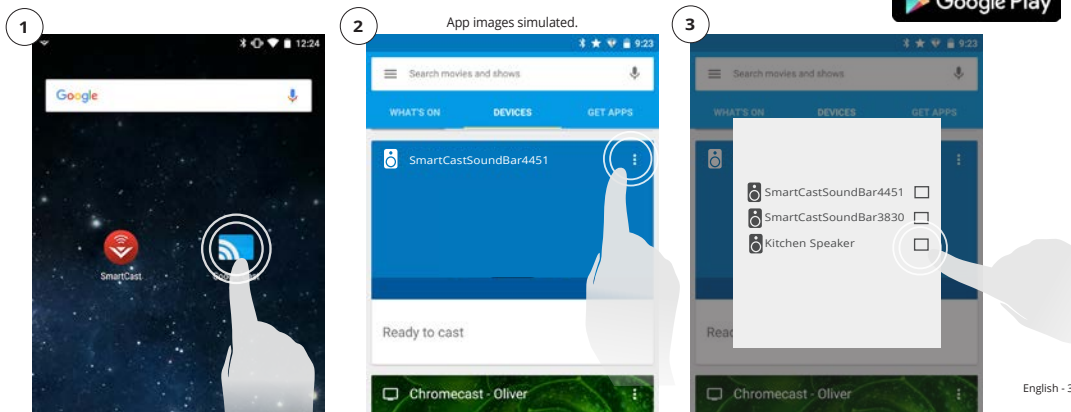 Google Play
1
2
App images simulated.
3
12:24
Google
SmartCast
9:23
Search movies and shows
WHAT'S ON
DEVICES
GET APPS
SmartCastSoundBar4451
Ready to cast
Chromecast - Oliver
9:23
Search movies and shows
WHAT'S ON
DEVICES
GET APPS
SmartCastSoundBar4451
SmartCastSoundBar3830
Kitchen Speaker
Chromecast - Oliver
English - 3